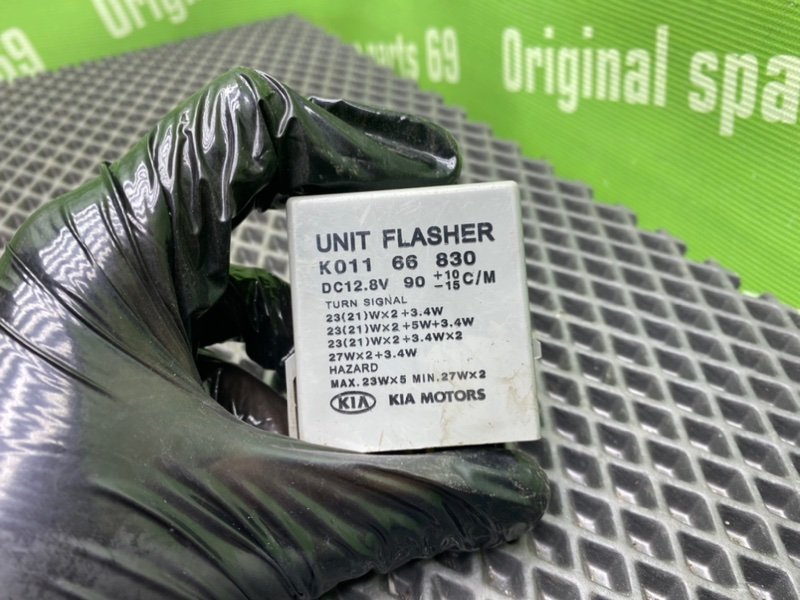 69
parts 69
Original spa
UNIT FLASHER
K011 66 830
DC12.8V 90 +10 -15 C/M
TURN SIGNAL
23(21)W×2+3.4W
23(21)W×2+5W+3.4W
23(21)W×2+3.4W×2
27W×2+3.4W
HAZARD
MAX. 23W×5 MIN. 27W×2
KIA KIA MOTORS